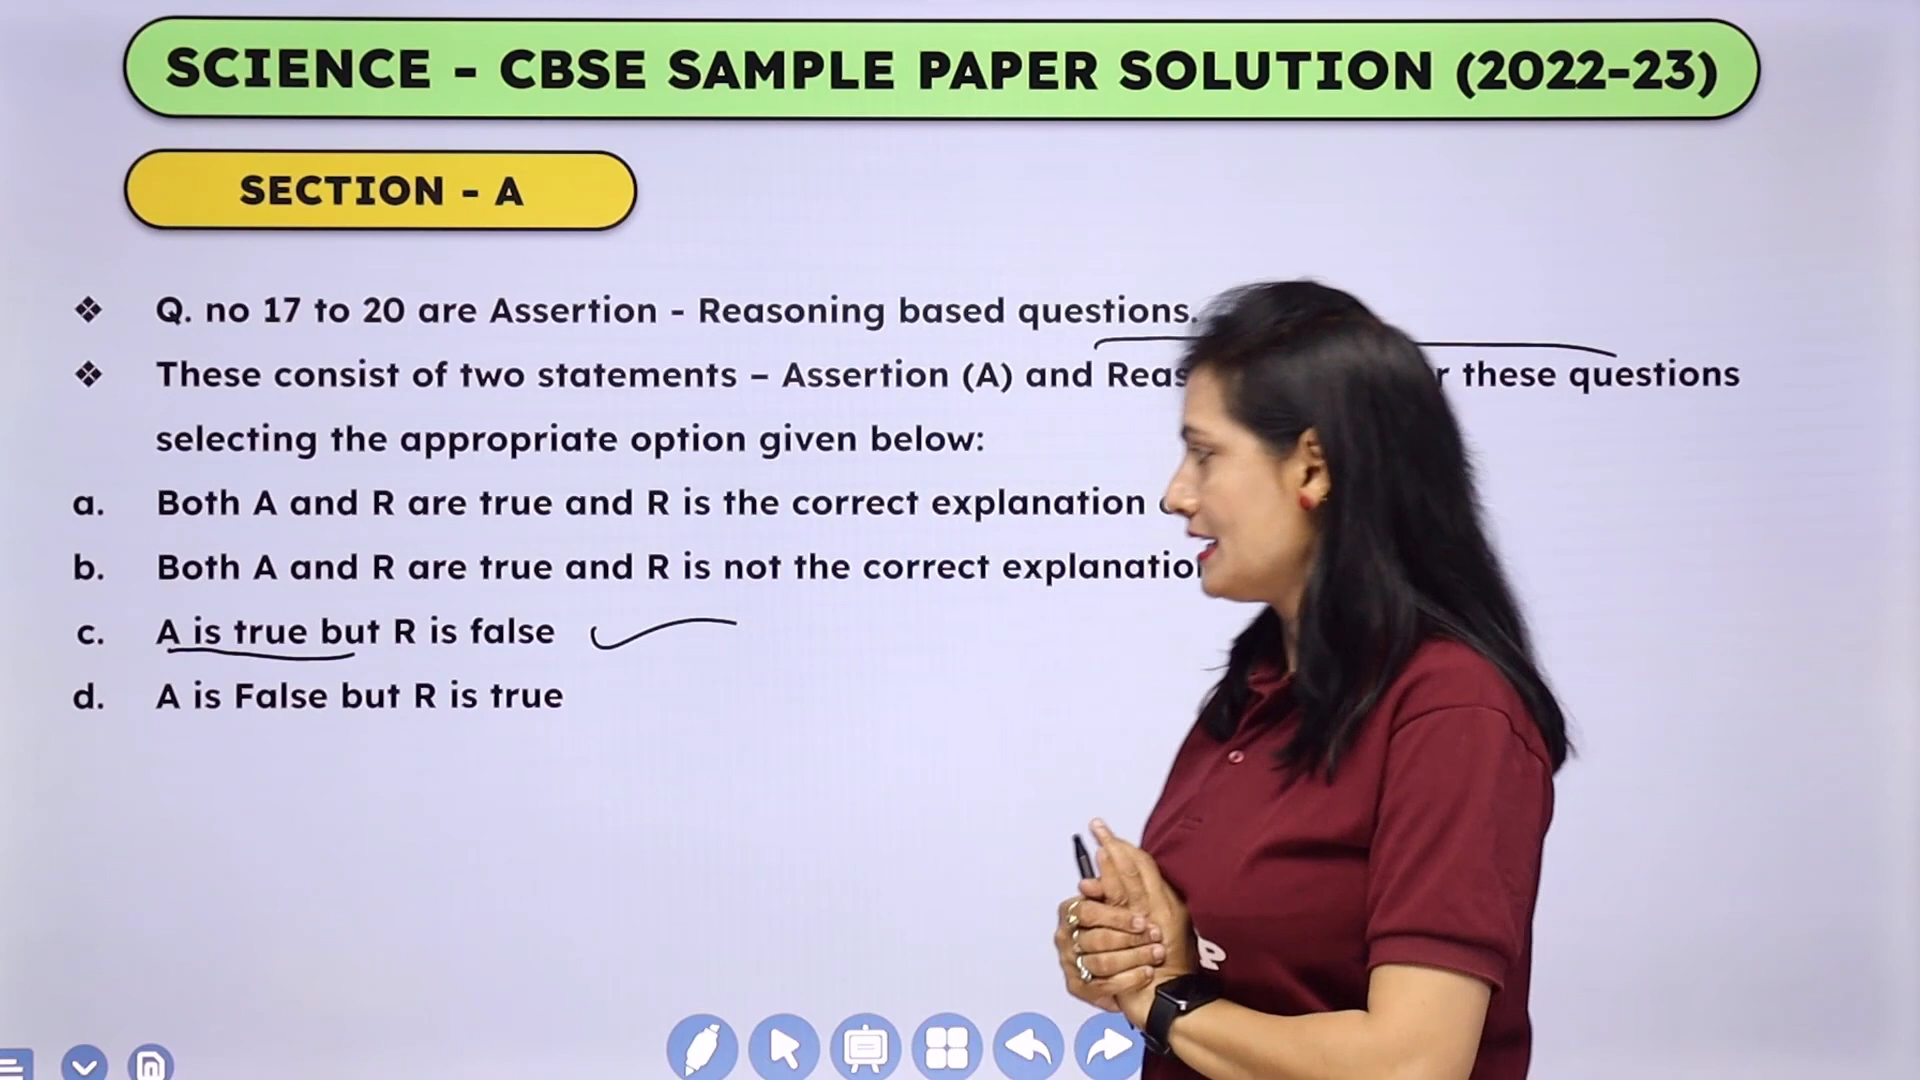 SCIENCE - CBSE SAMPLE PAPER SOLUTION (2022-23)
SECTION - A
❖ Q. no 17 to 20 are Assertion - Reasoning based questions.
❖ These consist of two statements – Assertion (A) and Reas these questions
selecting the appropriate option given below:
a. Both A and R are true and R is the correct explanation
b. Both A and R are true and R is not the correct explanatio
c. A is true but R is false
d. A is False but R is true